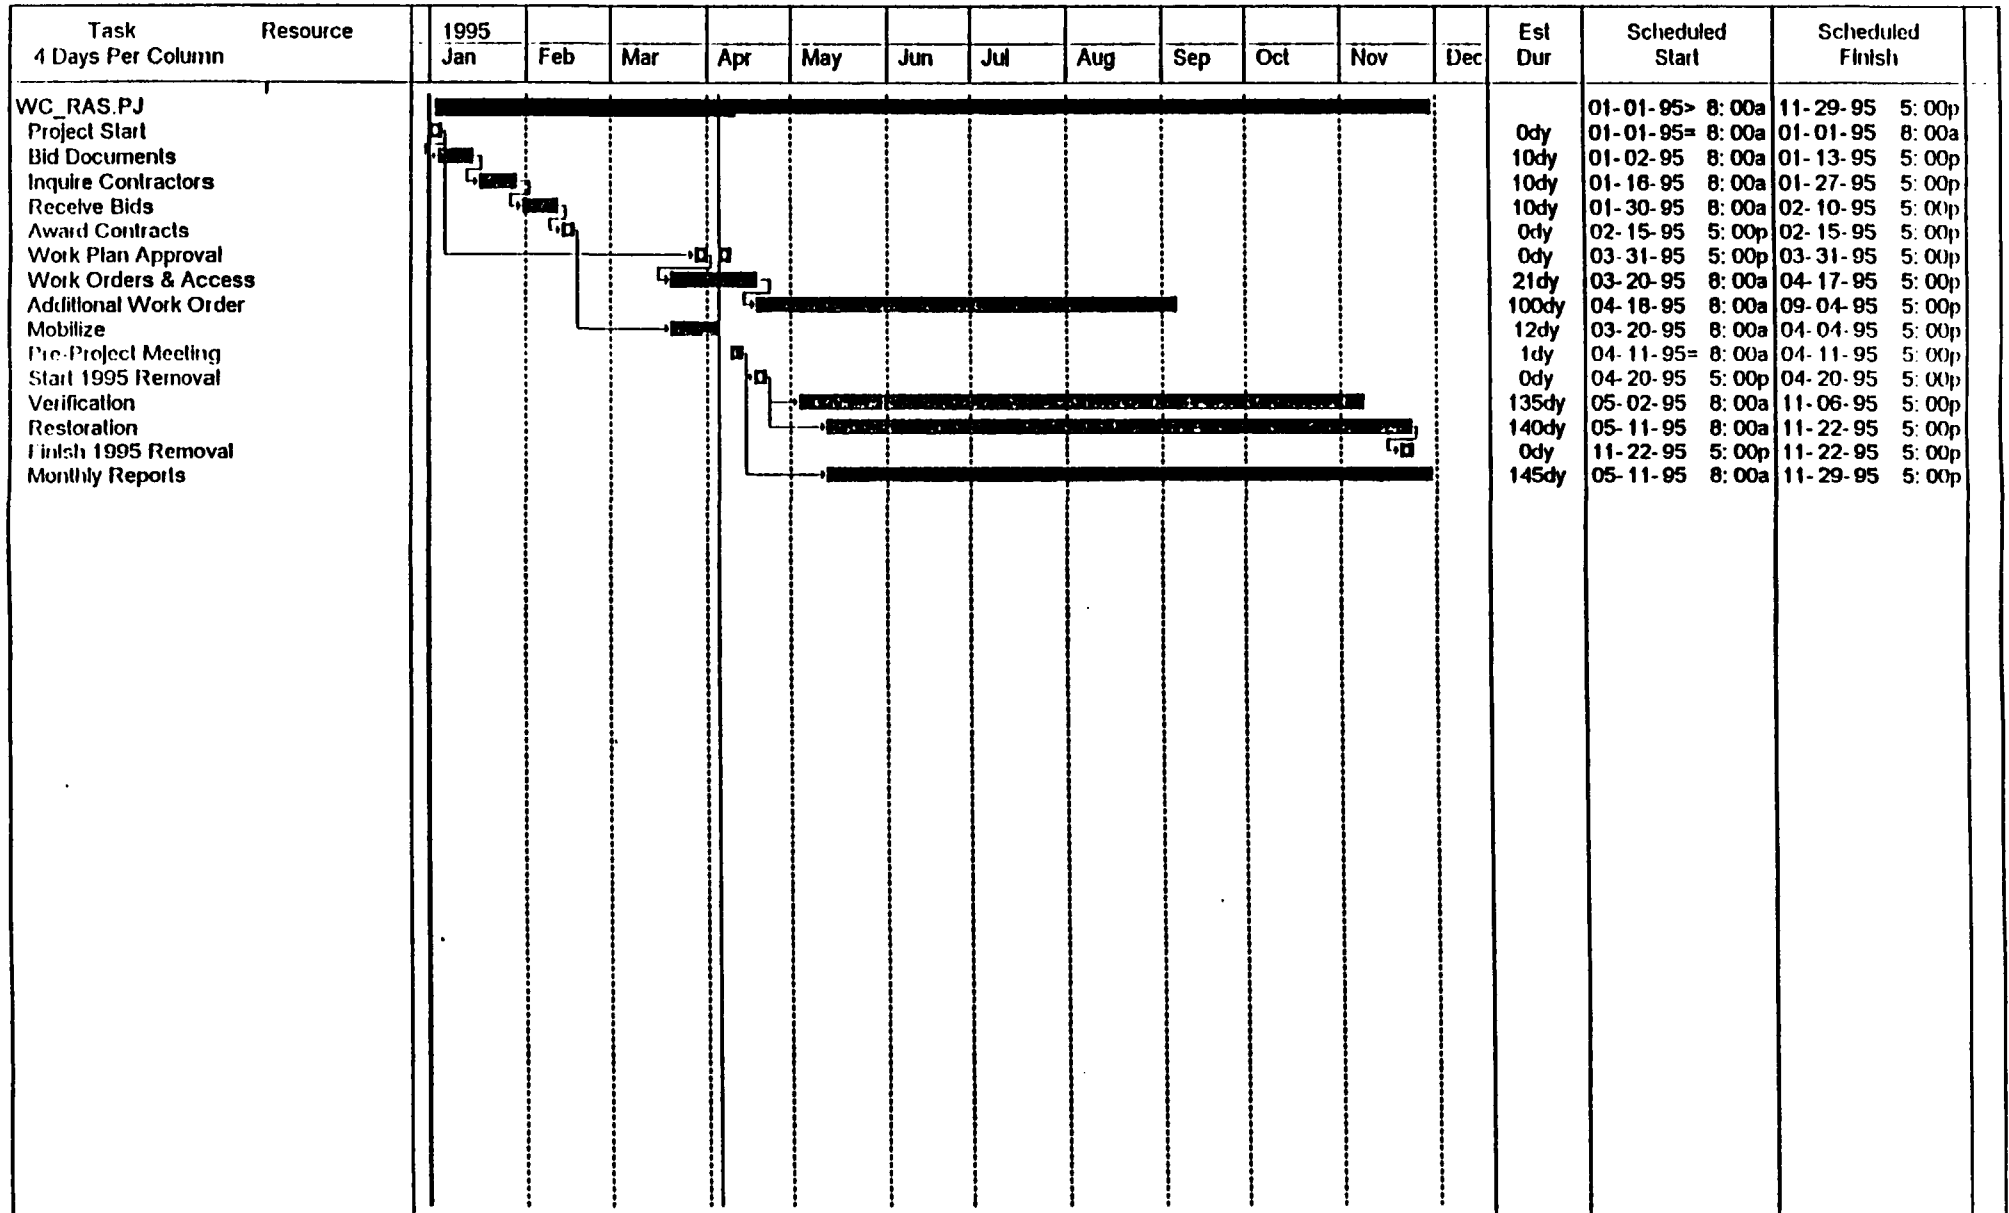 Task Resource 1995 Est Scheduled Scheduled
4 Days Per Column Jan Feb Mar Apr May Jun Jul Aug Sep Oct Nov Dec Dur Start Finish
WC_RAS.PJ 01-01-95> 8:00a 11-29-95 5:00p
Project Start 0dy 01-01-95= 8:00a 01-01-95 8:00a
Bid Documents 10dy 01-02-95 8:00a 01-13-95 5:00p
Inquire Contractors 10dy 01-16-95 8:00a 01-27-95 5:00p
Receive Bids 10dy 01-30-95 8:00a 02-10-95 5:00p
Award Contracts 0dy 02-15-95 5:00p 02-15-95 5:00p
Work Plan Approval 0dy 03-31-95 5:00p 03-31-95 5:00p
Work Orders & Access 21dy 03-20-95 8:00a 04-17-95 5:00p
Additional Work Order 100dy 04-18-95 8:00a 09-04-95 5:00p
Mobilize 12dy 03-20-95 8:00a 04-04-95 5:00p
Pre-Project Meeting 1dy 04-11-95= 8:00a 04-11-95 5:00p
Start 1995 Removal 0dy 04-20-95 5:00p 04-20-95 5:00p
Verification 135dy 05-02-95 8:00a 11-06-95 5:00p
Restoration 140dy 05-11-95 8:00a 11-22-95 5:00p
Finish 1995 Removal 0dy 11-22-95 5:00p 11-22-95 5:00p
Monthly Reports 145dy 05-11-95 8:00a 11-29-95 5:00p